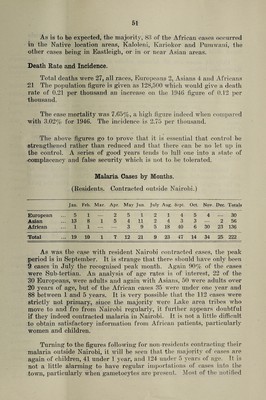 51
As is to be expected, the majority, 83 of the African cases occurred
in the Native location areas, Kaloleni, Kariokor and Pumwani, the
other cases being in Eastleigh, in or near Asian areas.
Death Rate and Incidence.
Total deaths were 27, all races, Europeans 2, Asians 4 and Africans
21 The population figure is given as 128,500 which would give a death
rate of 0.21 per thousand as increase on the 1946 figure of 0.12 per
thousand.
The case mortality was 7.65%, a high figure indeed when compared
with 3.02% for 1946. The incidence is 2.75 per thousand.
The above figures go to prove that it is essential that control be
strengthened rather than reduced and that there can be no let up in
the control. A series of good years tends to lull one into a state of
complacency and false security which is not to be tolerated.
Malaria Cases by Months.
(Residents. Contracted outside Nairobi.)
Jan. Feb. Mar. Apr. May Jun July Aug. Sept. Oct. Nov. Dec. Totals
European ... 5 1 — 2 5 1 2 1 4 5 4 — 30
Asian ... 13 8 1 5 4 11 2 4 3 — 3 2 56
African ... 1 1 — 3 9 5 18 40 6 30 23 136
Total ... 19 10 1 7 12 21 9 23 47 14 34 25 222
As was the case with resident Nairobi contracted cases, the peak
period is in September. It is strange that there should have only been
9 cases in July the recognised peak month. Again 90% of the cases
were Sub-tertian. An analysis of age rates is of interest, 22 of the
30 Europeans, were adults and again with Asians, 50 were adults over
20 years of age, but of the African cases 35 were under one year and
88 between 1 and 5 years. It is very possible that the 112 cases were
strictly not primary, since the majority were Lake area tribes who
move to and fro from Nairobi regularly, it further appears doubtful
if they indeed contracted malaria in Nairobi. It is not a little difficult
to obtain satisfactory information from African patients, particularly
women and children.
Turning to the figures following for non-residents contracting their
malaria outside Nairobi, it will be seen that the majority of cases are
again of children, 41 under 1 year, and 124 under 5 years of age. It is
not a little alarming to have regular importations of cases into the
town, particularly when gametocytes are present. Most of the notified